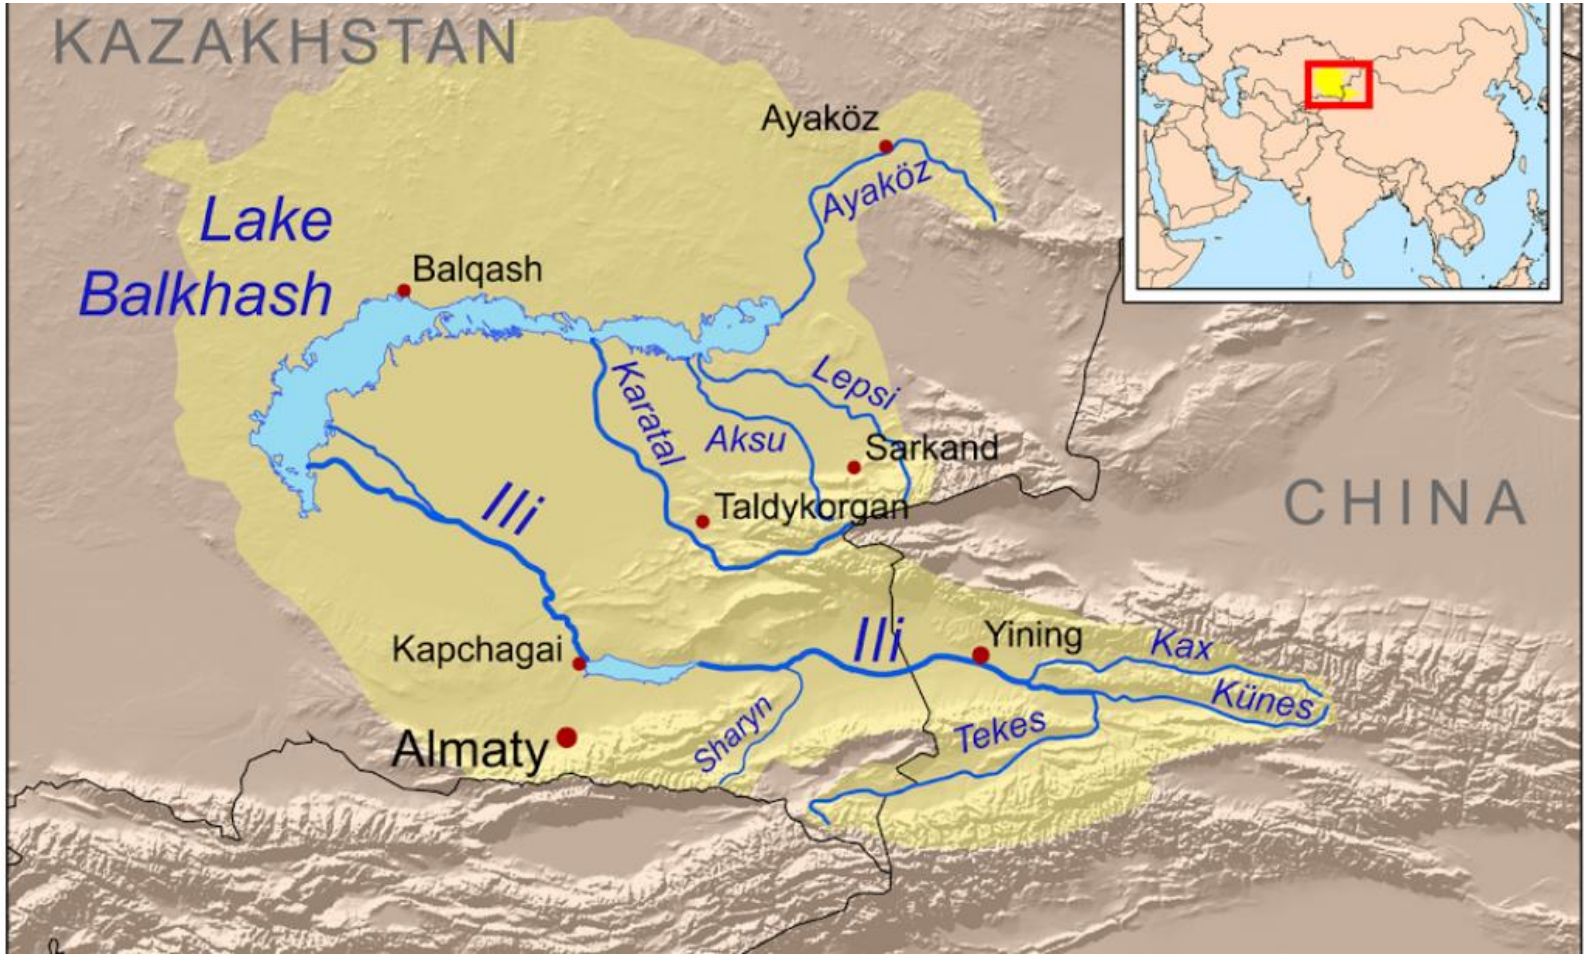 KAZAKHSTAN
Ayaköz
Ayaköz
Lake
Balkhash
Balqash
Karatal
Lepsi
Aksu
Sarkand
Ili
Taldykorgan
CHINA
Kapchagai
Ili
Yining
Kax
Künes
Sharyn
Tekes
Almaty